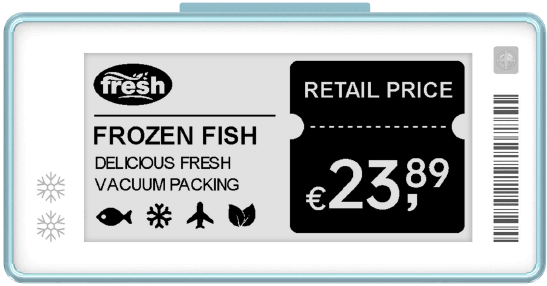 fresh
FROZEN FISH
DELICIOUS FRESH
VACUUM PACKING
RETAIL PRICE
€23,89